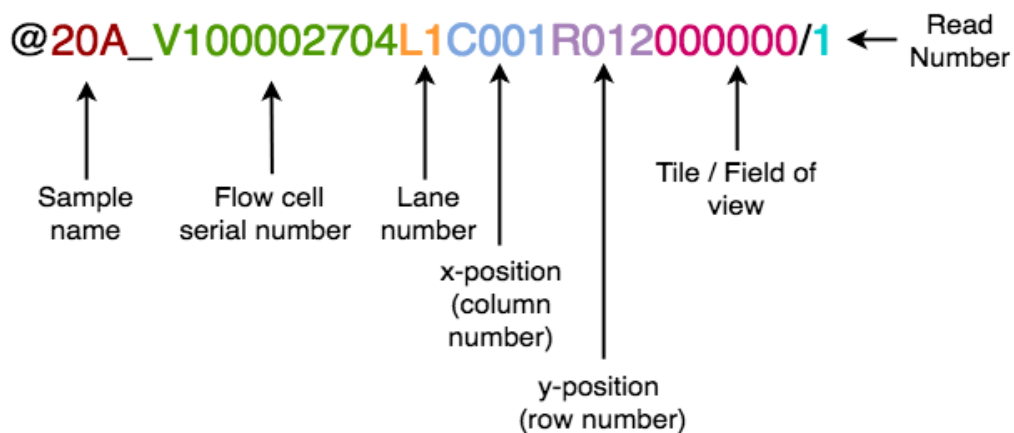 @20A_V100002704L1C001R012000000/1
Read
Number
Sample
name
Flow cell
serial number
Lane
number
Tile / Field of
view
x-position
(column
number)
y-position
(row number)